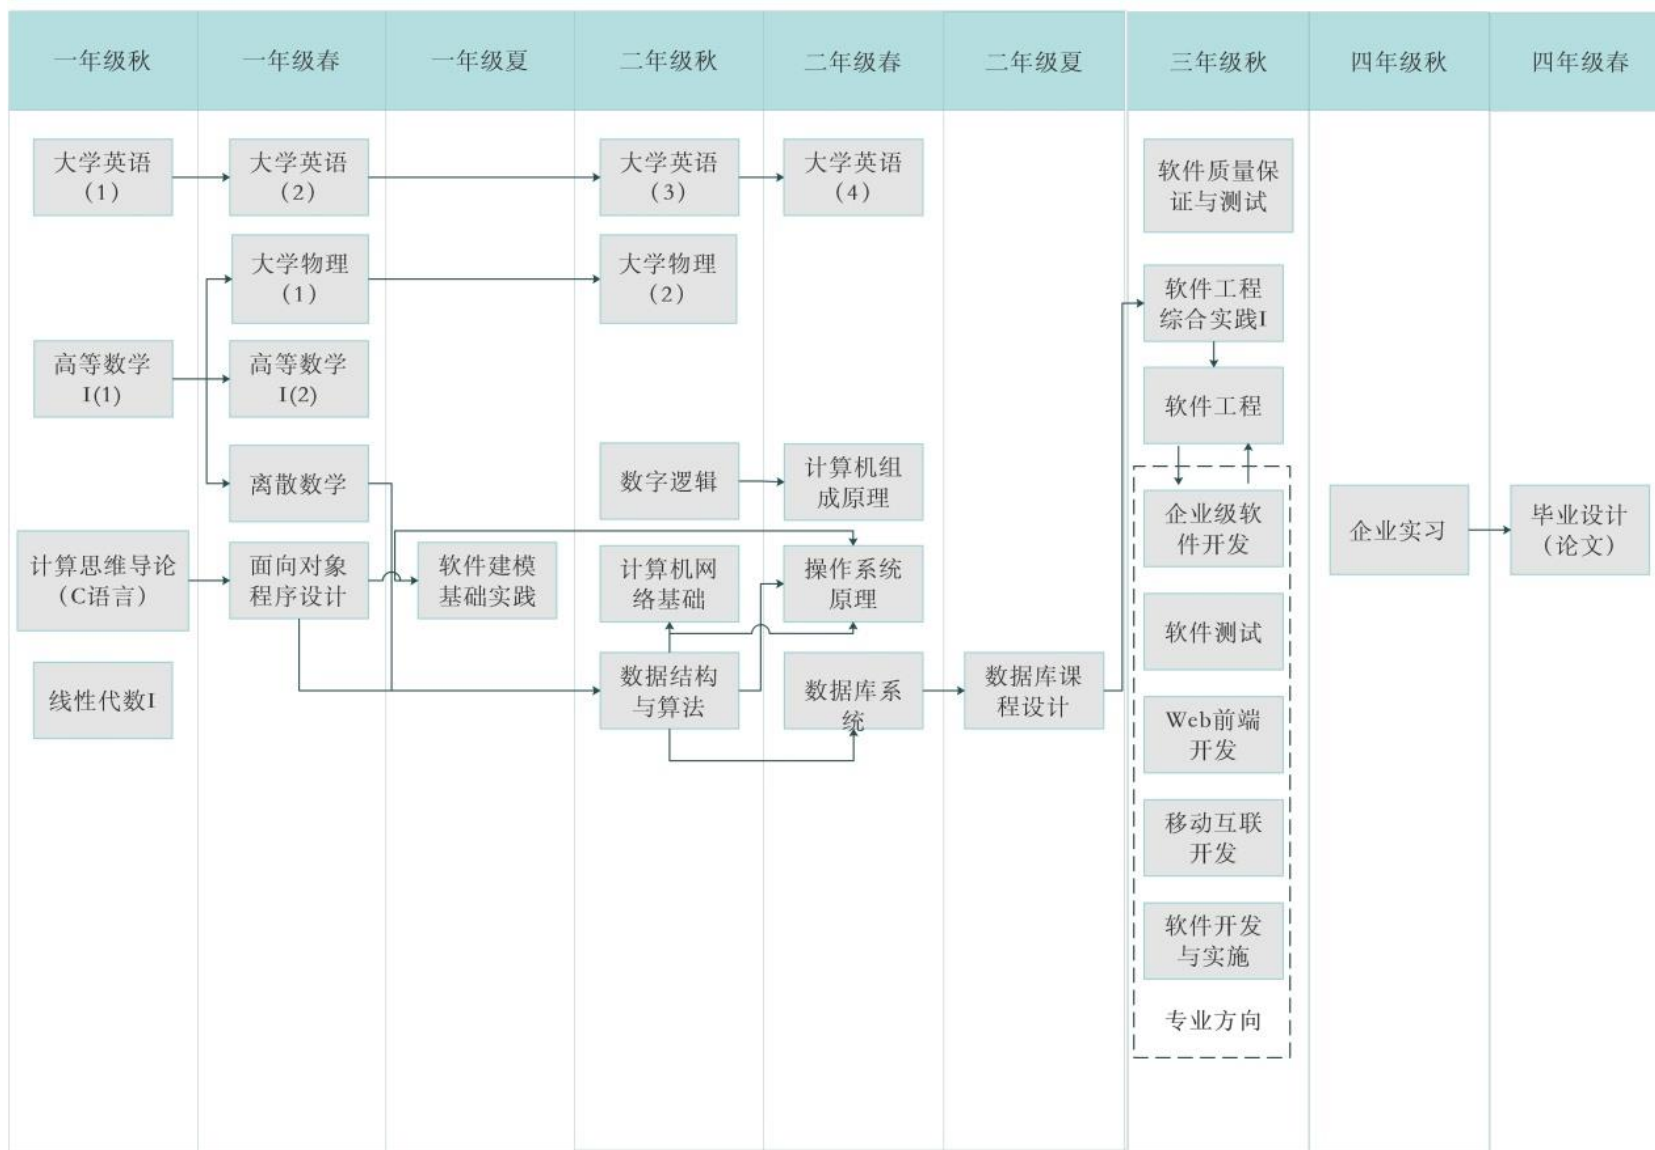 一年级秋
一年级春
一年级夏
二年级秋
二年级春
二年级夏
三年级秋
四年级秋
四年级春
大学英语
（1）
大学英语
（2）
大学英语
（3）
大学英语
（4）
软件质量保
证与测试
大学物理
（1）
大学物理
（2）
软件工程
综合实践I
高等数学
I(1)
高等数学
I(2)
软件工程
离散数学
数字逻辑
计算机组
成原理
企业级软
件开发
企业实习
毕业设计
（论文）
计算思维导论
（C语言）
面向对象
程序设计
软件建模
基础实践
计算机网
络基础
操作系统
原理
软件测试
线性代数I
数据结构
与算法
数据库系
统
数据库课
程设计
Web前端
开发
移动互联
开发
软件开发
与实施
专业方向